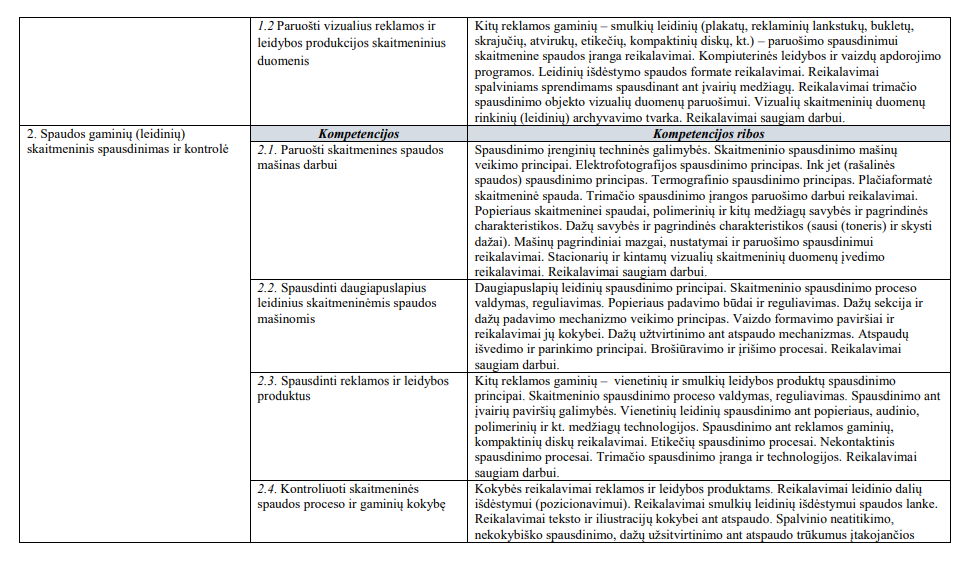 1.2 Paruošti vizualius reklamos ir
leidybos produkcijos skaitmeninius
duomenis
Kitų reklamos gaminių – smulkių leidinių (plakatų, reklaminių lankstukų, bukletų,
skrajučių, atvirukų, etikečių, kompaktinių diskų, kt.) – paruošimo spausdinimui
skaitmenine spaudos įranga reikalavimai. Kompiuterinės leidybos ir vaizdų apdorojimo
programos. Leidinių išdėstymo spaudos formate reikalavimai. Reikalavimai
spalviniams sprendimams spausdinant ant įvairių medžiagų. Reikalavimai trimačio
spausdinimo objekto vizualių duomenų paruošimui. Vizualių skaitmeninių duomenų
rinkinių (leidinių) archyvavimo tvarka. Reikalavimai saugiam darbui.
2. Spaudos gaminių (leidinių)
skaitmeninis spausdinimas ir kontrolė
Kompetencijos
Kompetencijos ribos
2.1. Paruošti skaitmenines spaudos
mašinas darbui
Spausdinimo įrenginių techninės galimybės. Skaitmeninio spausdinimo mašinų
veikimo principai. Elektrofotografijos spausdinimo principas. Ink jet (rašalinės
spaudos) spausdinimo principas. Termografinio spausdinimo principas. Plačiaformatė
skaitmeninė spauda. Trimačio spausdinimo įrangos paruošimo darbui reikalavimai.
Popieriaus skaitmeninei spaudai, polimerinių ir kitų medžiagų savybės ir pagrindinės
charakteristikos. Dažų savybės ir pagrindinės charakteristikos (sausi (toneris) ir skysti
dažai). Mašinų pagrindiniai mazgai, nustatymai ir paruošimo spausdinimui
reikalavimai. Stacionarių ir kintamų vizualių skaitmeninių duomenų įvedimo
reikalavimai. Reikalavimai saugiam darbui.
2.2. Spausdinti daugiapuslapius
leidinius skaitmeninėmis spaudos
mašinomis
Daugiapuslapių leidinių spausdinimo principai. Skaitmeninio spausdinimo proceso
valdymas, reguliavimas. Popieriaus padavimo būdai ir reguliavimas. Dažų sekcija ir
dažų padavimo mechanizmo veikimo principas. Vaizdo formavimo paviršiai ir
reikalavimai jų kokybei. Dažų užtvirtinimo ant atspaudo mechanizmas. Atspaudų
išvedimo ir parinkimo principai. Brošiūravimo ir įrišimo procesai. Reikalavimai
saugiam darbui.
2.3. Spausdinti reklamos ir leidybos
produktus
Kitų reklamos gaminių – vienetinių ir smulkių leidybos produktų spausdinimo
principai. Skaitmeninio spausdinimo proceso valdymas, reguliavimas. Spausdinimo ant
įvairių paviršių galimybės. Vienetinių leidinių spausdinimo ant popieriaus, audinio,
polimerinių ir kt. medžiagų technologijos. Spausdinimo ant reklamos gaminių,
kompaktinių diskų reikalavimai. Etikečių spausdinimo procesai. Nekontaktinis
spausdinimo procesai. Trimačio spausdinimo įranga ir technologijos. Reikalavimai
saugiam darbui.
2.4. Kontroliuoti skaitmeninės
spaudos proceso ir gaminių kokybę
Kokybės reikalavimai reklamos ir leidybos produktams. Reikalavimai leidinio dalių
išdėstymui (pozicionavimui). Reikalavimai smulkių leidinių išdėstymui spaudos lanke.
Reikalavimai teksto ir iliustracijų kokybei ant atspaudo. Spalvinio neatitikimo,
nekokybiško spausdinimo, dažų užsitvirtinimo ant atspaudo trūkumus įtakojančios